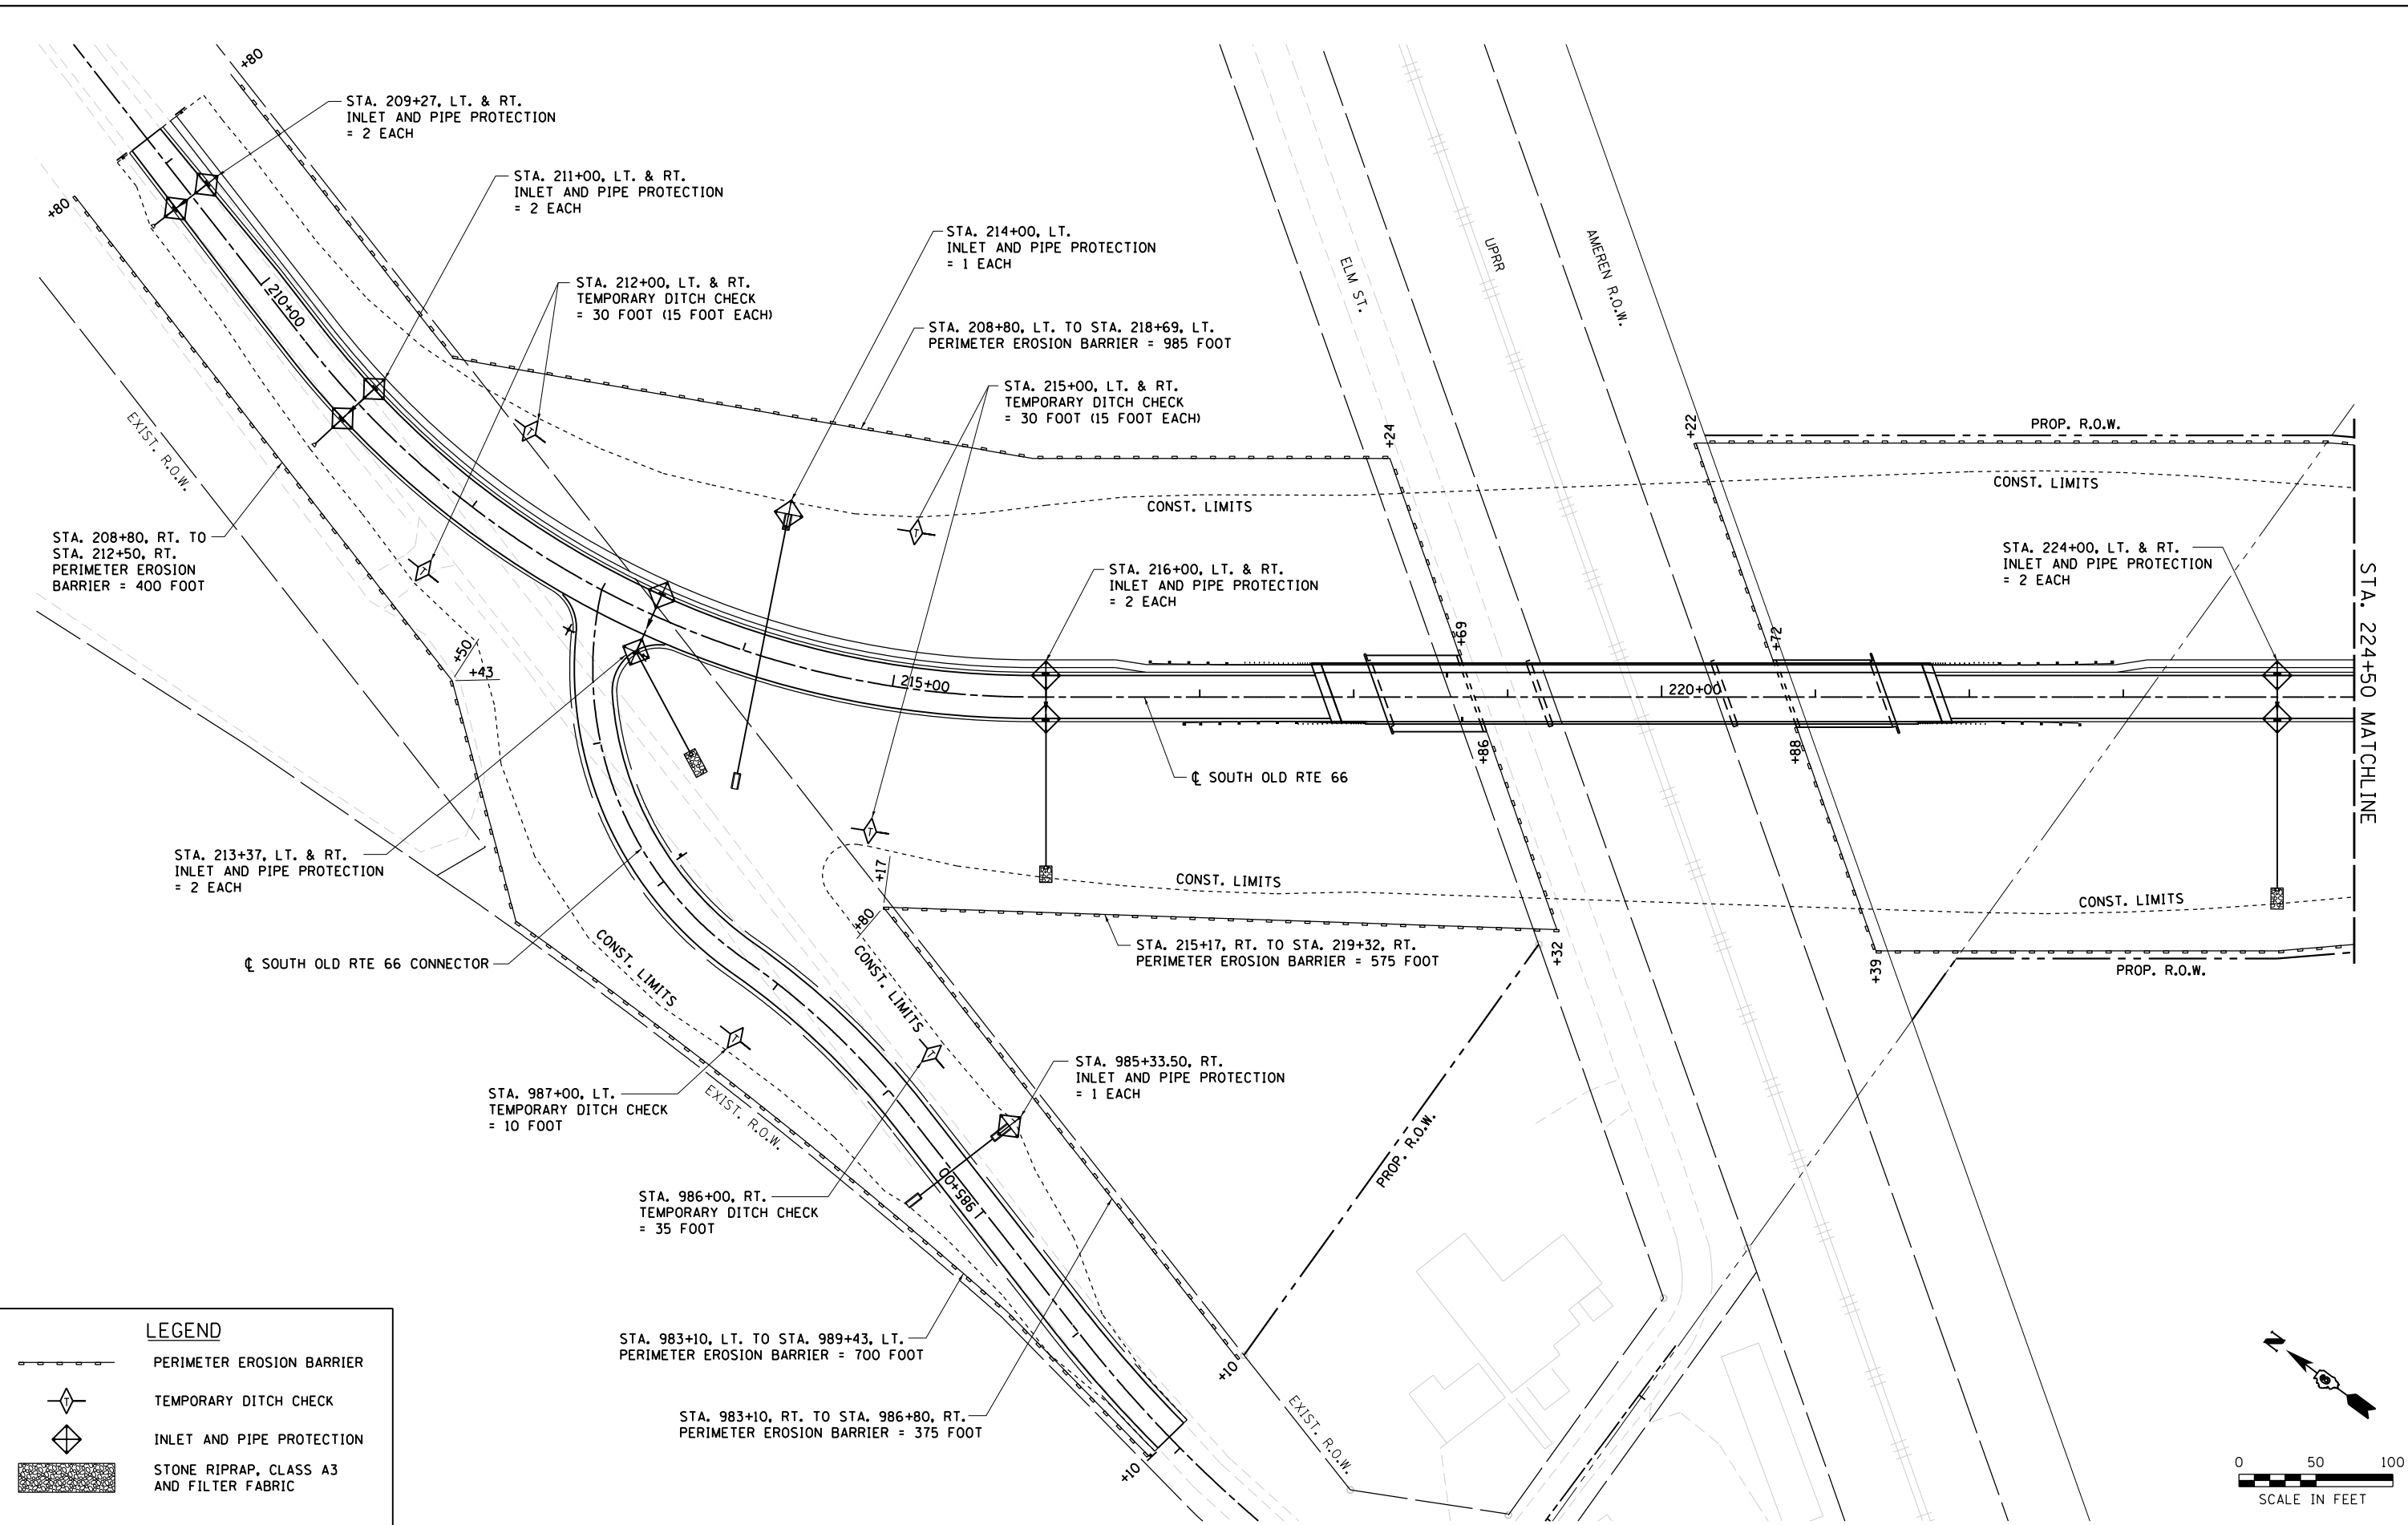 +80
STA. 209+27, LT. & RT.
INLET AND PIPE PROTECTION
= 2 EACH
STA. 211+00, LT. & RT.
INLET AND PIPE PROTECTION
= 2 EACH
+80
STA. 214+00, LT.
INLET AND PIPE PROTECTION
= 1 EACH
ELM ST.
UPRR
AMEREN R.O.W.
210+00
STA. 212+00, LT. & RT.
TEMPORARY DITCH CHECK
= 30 FOOT (15 FOOT EACH)
STA. 208+80, LT. TO STA. 218+69, LT.
PERIMETER EROSION BARRIER = 985 FOOT
STA. 215+00, LT. & RT.
TEMPORARY DITCH CHECK
= 30 FOOT (15 FOOT EACH)
EXIST. R.O.W.
+24
+22
PROP. R.O.W.
CONST. LIMITS
CONST. LIMITS
STA. 208+80, RT. TO
STA. 212+50, RT.
PERIMETER EROSION
BARRIER = 400 FOOT
STA. 216+00, LT. & RT.
INLET AND PIPE PROTECTION
= 2 EACH
STA. 224+00, LT. & RT.
INLET AND PIPE PROTECTION
= 2 EACH
STA. 224+50 MATCHLINE
+50
+43
+69
+72
215+00
220+00
+86
+88
℄ SOUTH OLD RTE 66
STA. 213+37, LT. & RT.
INLET AND PIPE PROTECTION
= 2 EACH
+17
CONST. LIMITS
CONST. LIMITS
+80
STA. 215+17, RT. TO STA. 219+32, RT.
PERIMETER EROSION BARRIER = 575 FOOT
+32
+39
PROP. R.O.W.
℄ SOUTH OLD RTE 66 CONNECTOR
CONST. LIMITS
CONST. LIMITS
STA. 985+33.50, RT.
INLET AND PIPE PROTECTION
= 1 EACH
STA. 987+00, LT.
TEMPORARY DITCH CHECK
= 10 FOOT
EXIST. R.O.W.
PROP. R.O.W.
STA. 986+00, RT.
TEMPORARY DITCH CHECK
= 35 FOOT
985+00
STA. 983+10, LT. TO STA. 989+43, LT.
PERIMETER EROSION BARRIER = 700 FOOT
+10
STA. 983+10, RT. TO STA. 986+80, RT.
PERIMETER EROSION BARRIER = 375 FOOT
EXIST. R.O.W.
+10
LEGEND
PERIMETER EROSION BARRIER
T
TEMPORARY DITCH CHECK
INLET AND PIPE PROTECTION
STONE RIPRAP, CLASS A3
AND FILTER FABRIC
N
0 50 100
SCALE IN FEET